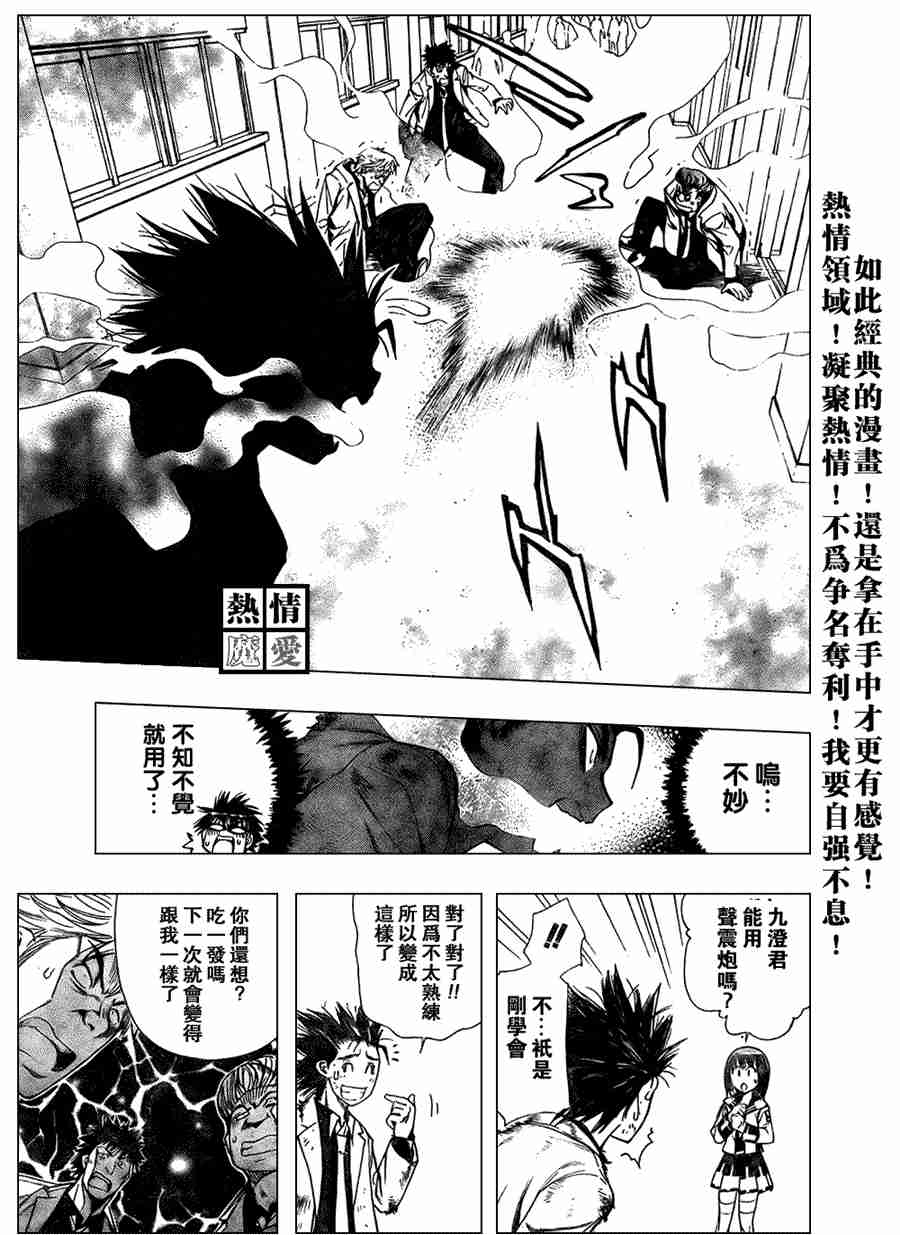 如此經典的漫畫！還是拿在手中才更有感覺！
熱情領域！凝聚熱情！不爲争名奪利！我要自强不息！
熱情
魔愛
嗚…
不妙
不知不覺
就用了…
九澄君
能用
聲震炮嗎？
!!
不…衹是
剛學會
對了對了!!
因爲不太熟練
所以變成
這樣了
你們還想？
吃一發嗎
下一次就會變得
跟我一樣了